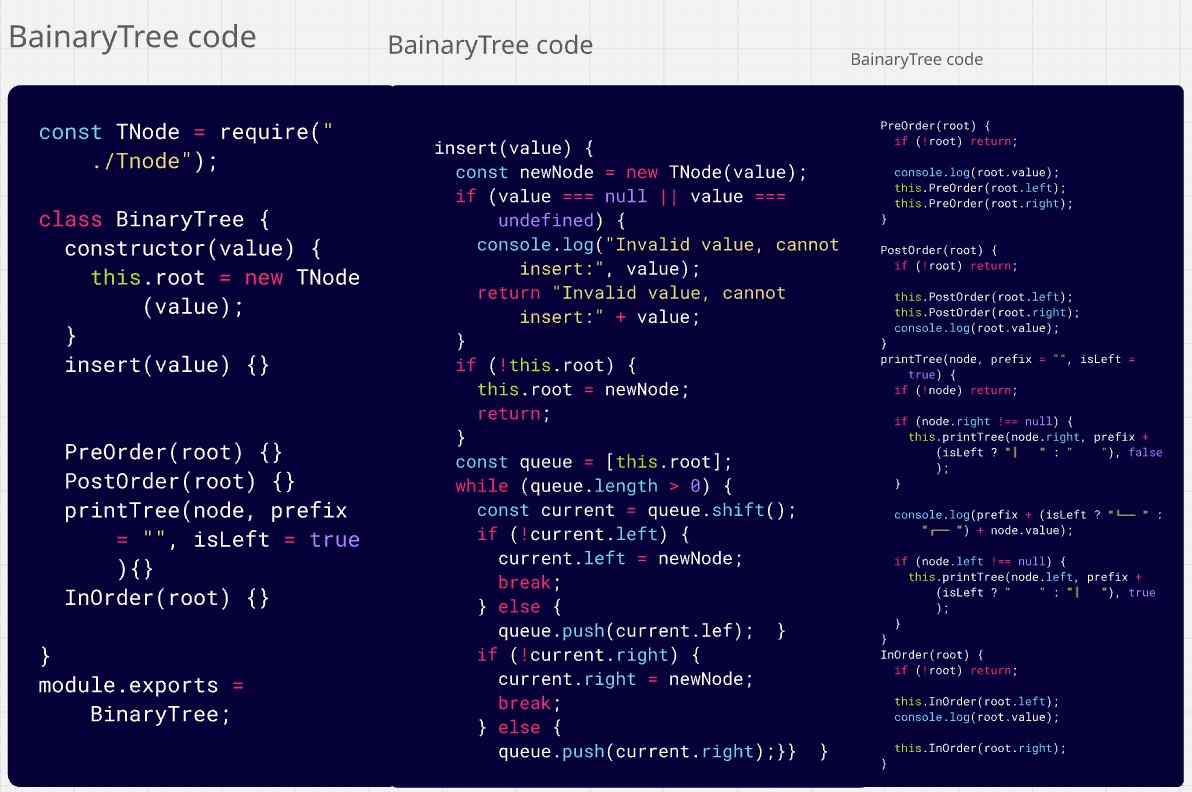 BainaryTree code
const TNode = require("
./Tnode");
class BinaryTree {
constructor(value) {
this.root = new TNode
(value);
}
insert(value) {}
PreOrder(root) {}
PostOrder(root) {}
printTree(node, prefix
= "", isLeft = true
){}
InOrder(root) {}
}
module.exports =
BinaryTree;
BainaryTree code
insert(value) {
const newNode = new TNode(value);
if (value === null || value ===
undefined) {
console.log("Invalid value, cannot
insert:", value);
return "Invalid value, cannot
insert:" + value;
}
if (!this.root) {
this.root = newNode;
return;
}
const queue = [this.root];
while (queue.length > 0) {
const current = queue.shift();
if (!current.left) {
current.left = newNode;
break;
} else {
queue.push(current.lef);  }
if (!current.right) {
current.right = newNode;
break;
} else {
queue.push(current.right);}}  }
BainaryTree code
PreOrder(root) {
if (!root) return;
console.log(root.value);
this.PreOrder(root.left);
this.PreOrder(root.right);
}
PostOrder(root) {
if (!root) return;
this.PostOrder(root.left);
this.PostOrder(root.right);
console.log(root.value);
}
printTree(node, prefix = "", isLeft =
true) {
if (!node) return;
if (node.right !== null) {
this.printTree(node.right, prefix +
(isLeft ? "│   " : "    "), false
);
}
console.log(prefix + (isLeft ? "└── " :
"┌── ") + node.value);
if (node.left !== null) {
this.printTree(node.left, prefix +
(isLeft ? "    " : "│   "), true
);
}
}
InOrder(root) {
if (!root) return;
this.InOrder(root.left);
console.log(root.value);
this.InOrder(root.right);
}